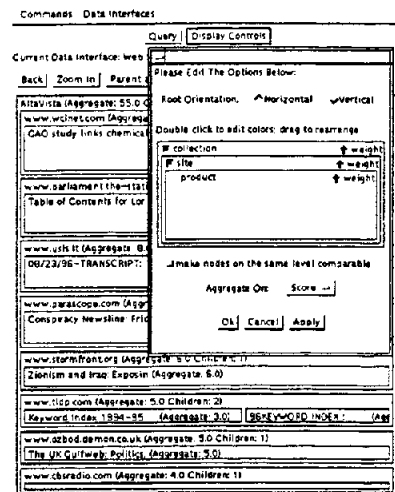 Commands Data Interfaces
Query Display Controls
Current Data Interface: Web
Back Zoom In Parent
Please Edit The Options Below:
Root Orientation. Horizontal Vertical
Double click to edit colors; drag to rearrange
collection weight
site weight
product weight
make nodes on the same level comparable
Aggregate On: Score
Ok Cancel Apply
AltaVista (Aggregate: 55.0
www.wcinet.com (Aggrega
GAO study links chemical
www.parliament.the-stati
Table of Contents for Lor
www.usis.it (Aggregate: 8.
08/23/96-TRANSCRIPT:
www.parascope.com (Aggr
Conspiracy Newsline: Fric
www.stormfront.org (Aggregate: 6.0 Children: 1)
Zionism and Iraq: Exposin (Aggregate: 6.0)
(Aggregate: 5.0 Children: 2)
Keyword Index 1994-95 (Aggregate: 3.0) 96KEYWORD INDEX : (Agg
www.ozbod.demon.co.uk (Aggregate: 5.0 Children: 1)
The UK Gulfweb: Politics, (Aggregate: 5.0)
www.cbsradio.com (Aggregate: 4.0 Children: 1)